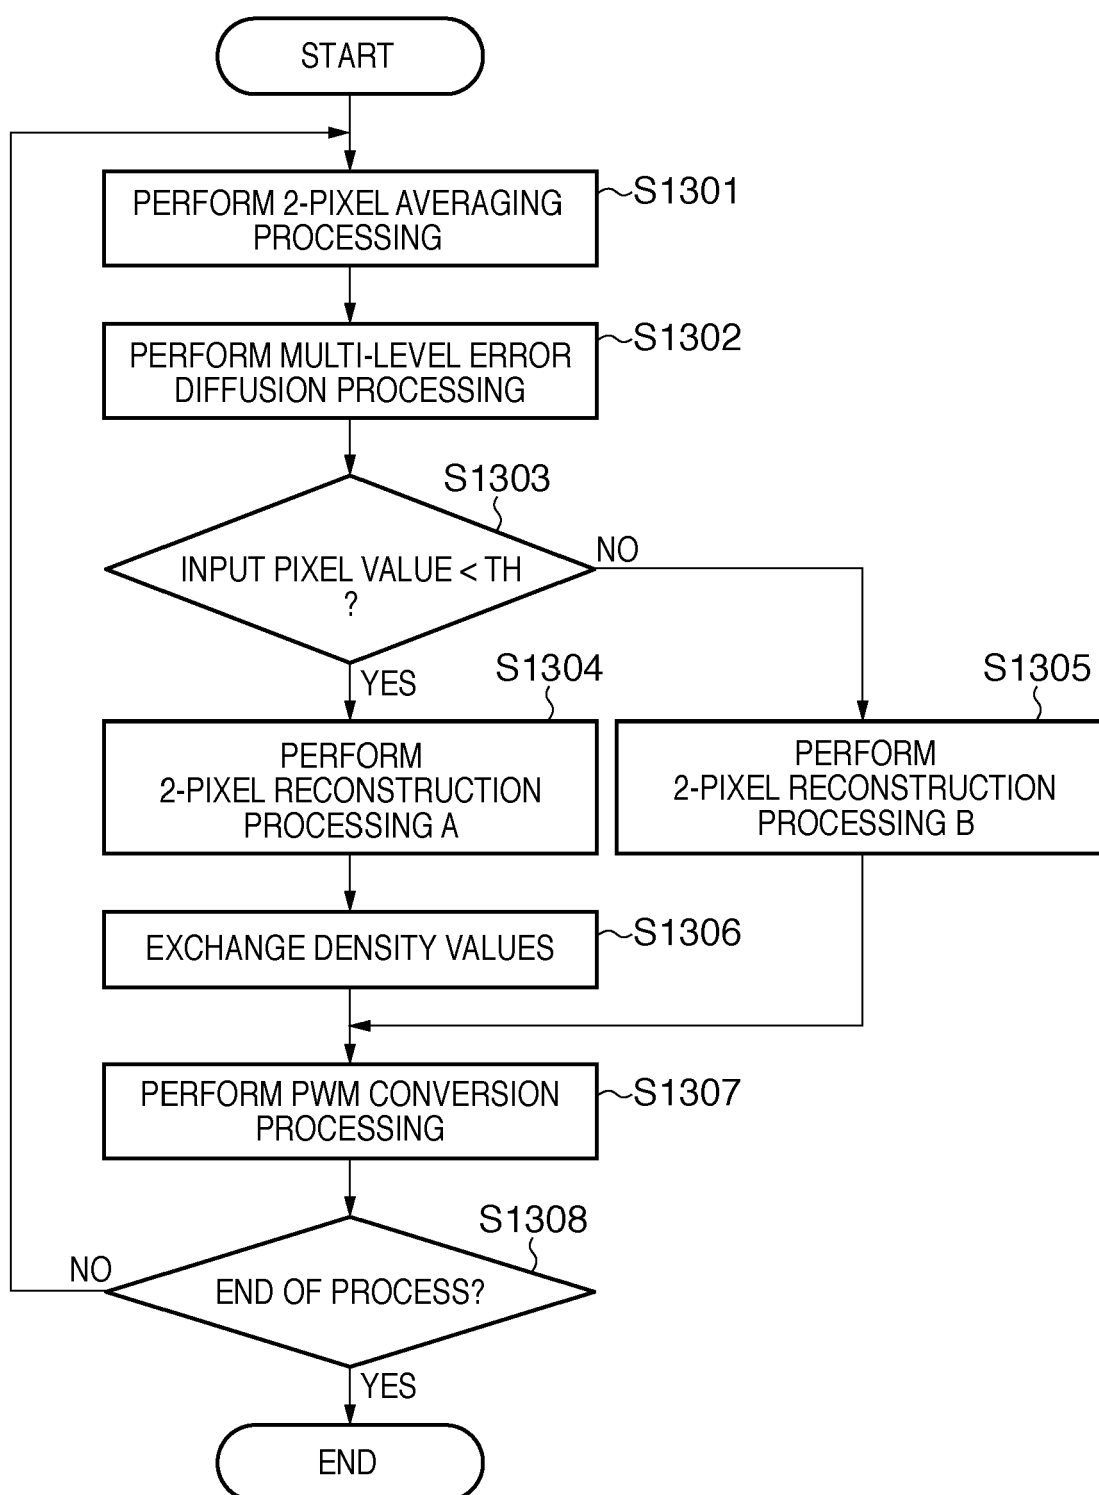 START
PERFORM 2-PIXEL AVERAGING
PROCESSING
S1301
PERFORM MULTI-LEVEL ERROR
DIFFUSION PROCESSING
S1302
S1303
INPUT PIXEL VALUE < TH
?
NO
YES
S1304
PERFORM
2-PIXEL RECONSTRUCTION
PROCESSING A
S1305
PERFORM
2-PIXEL RECONSTRUCTION
PROCESSING B
EXCHANGE DENSITY VALUES
S1306
PERFORM PWM CONVERSION
PROCESSING
S1307
S1308
END OF PROCESS?
NO
YES
END